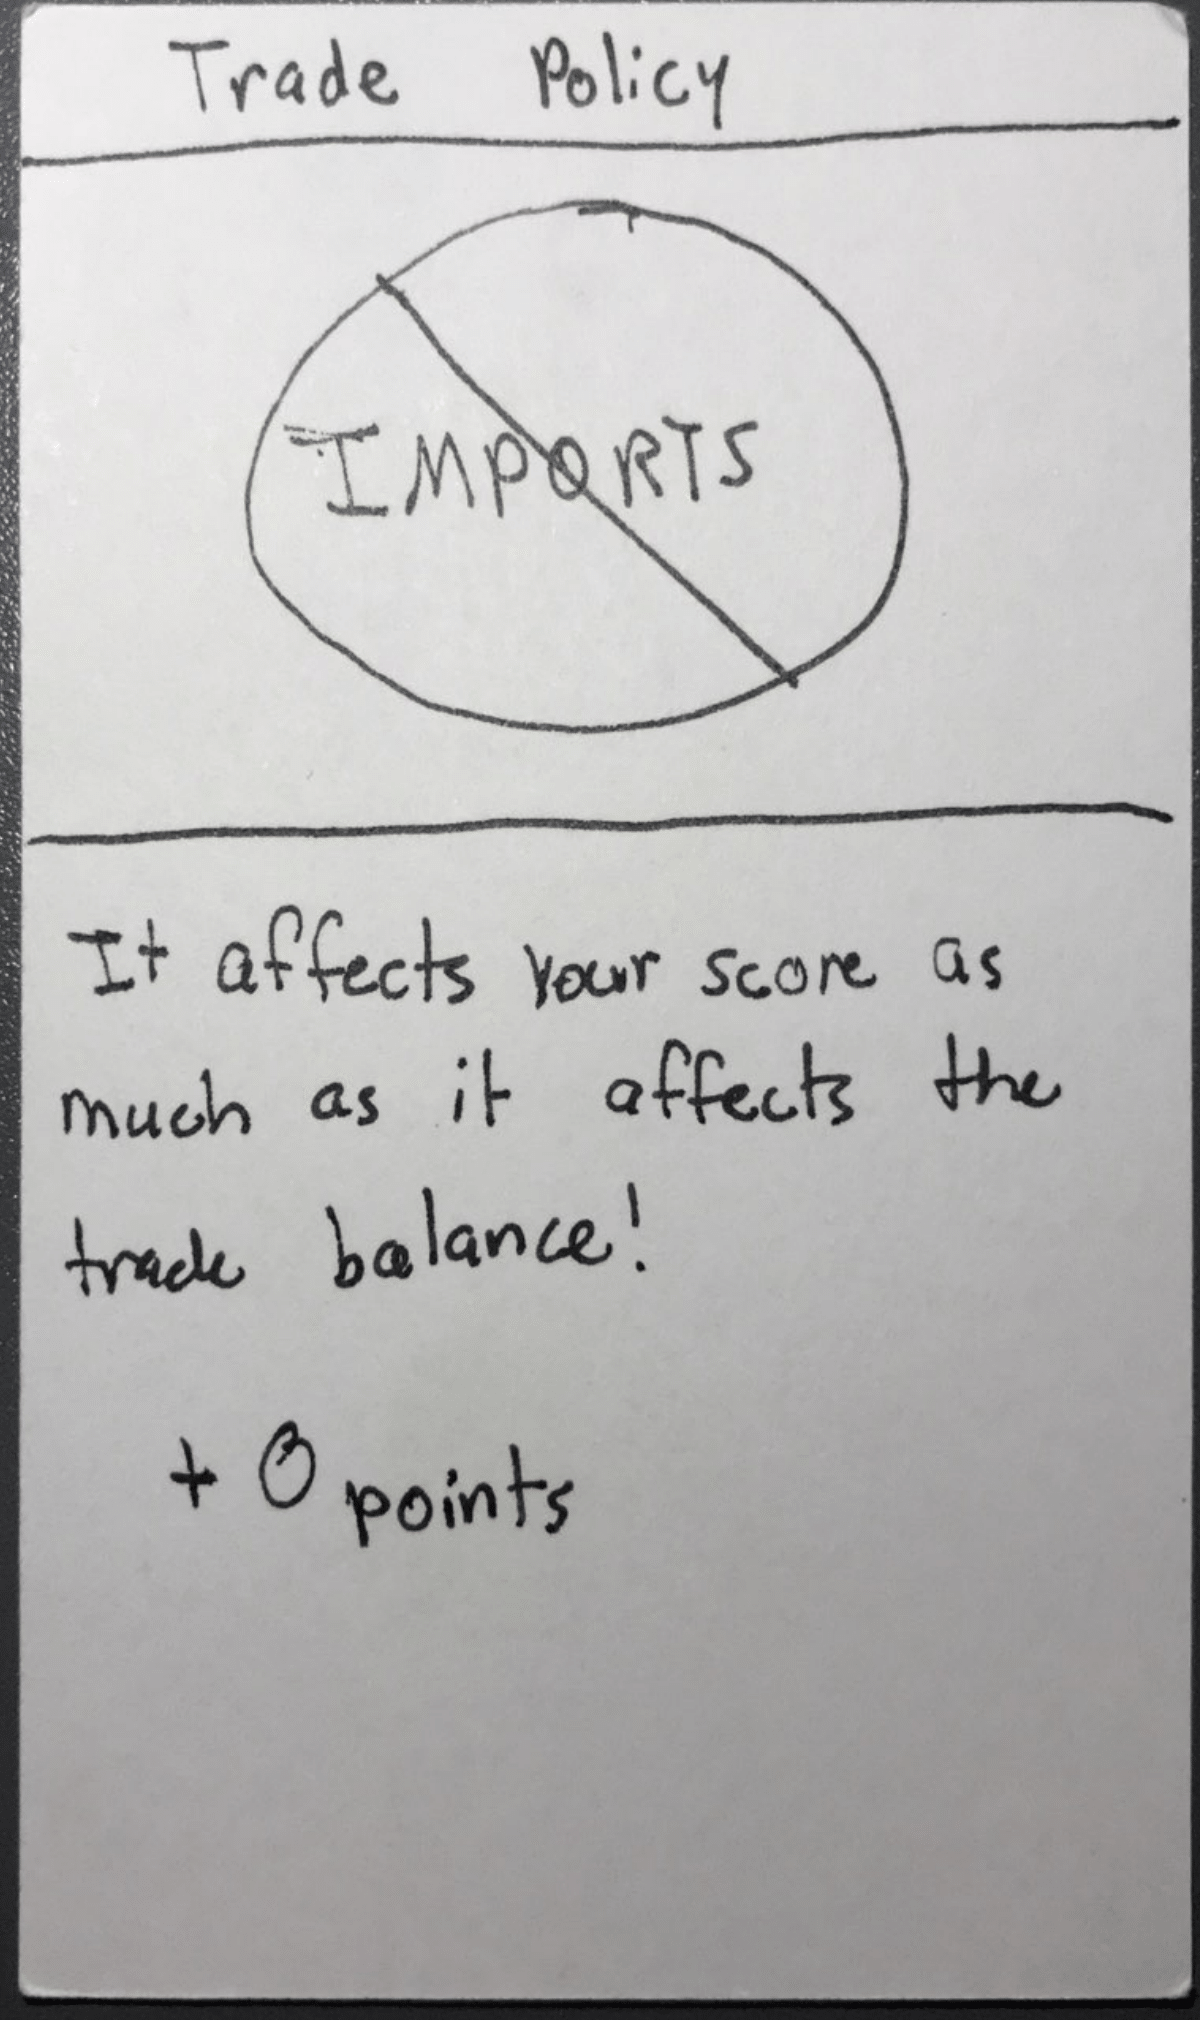 Trade Policy
IMPORTS
It affects your score as
much as it affects the
trade balance!
+ 0 points